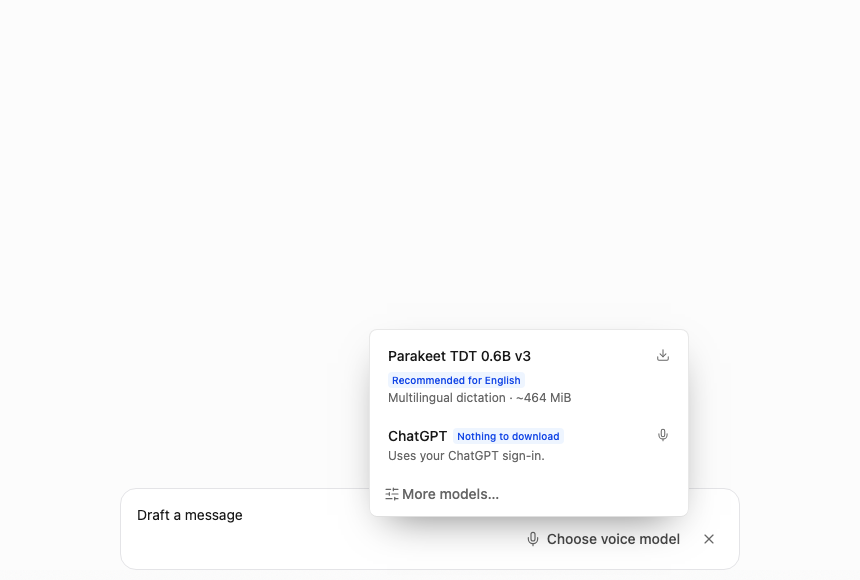 Parakeet TDT 0.6B v3
Recommended for English
Multilingual dictation · ~464 MiB
ChatGPT Nothing to download
Uses your ChatGPT sign-in.
More models...
Draft a message
Choose voice model